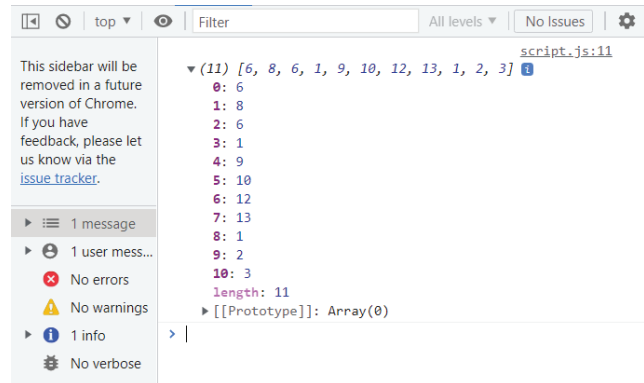 top ▼ Filter All levels ▼ No Issues
This sidebar will be
removed in a future
version of Chrome.
If you have
feedback, please let
us know via the
issue tracker.
1 message
1 user mess...
No errors
No warnings
1 info
No verbose
script.js:11
▼ (11) [6, 8, 6, 1, 9, 10, 12, 13, 1, 2, 3] i
0: 6
1: 8
2: 6
3: 1
4: 9
5: 10
6: 12
7: 13
8: 1
9: 2
10: 3
length: 11
▶ [[Prototype]]: Array(0)
>